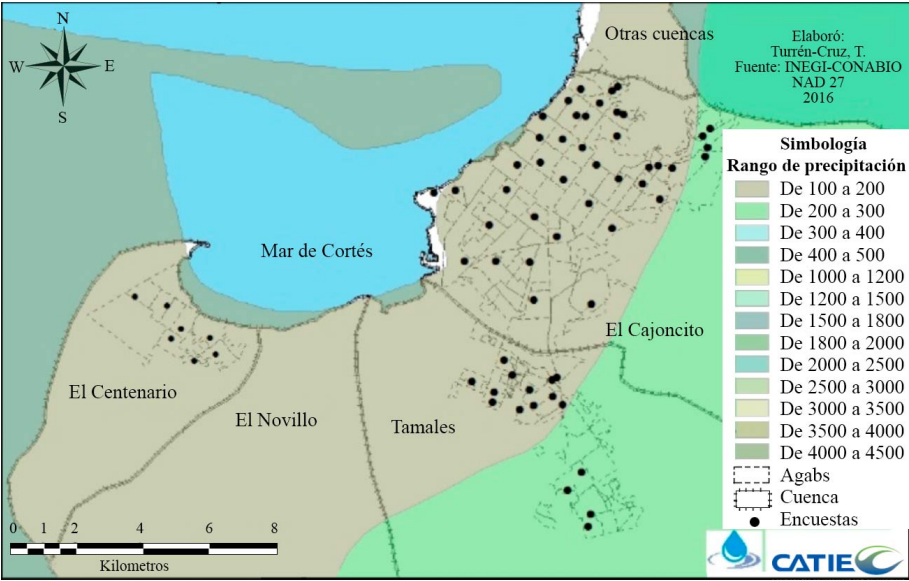 N
W E
S
Otras cuencas
Elaboró:
Turrén-Cruz, T.
Fuente: INEGI-CONABIO
NAD 27
2016
Mar de Cortés
El Centenario
El Novillo
Tamales
El Cajoncito
Simbología
Rango de precipitación
De 100 a 200
De 200 a 300
De 300 a 400
De 400 a 500
De 1000 a 1200
De 1200 a 1500
De 1500 a 1800
De 1800 a 2000
De 2000 a 2500
De 2500 a 3000
De 3000 a 3500
De 3500 a 4000
De 4000 a 4500
Agabs
Cuenca
Encuestas
0 1 2 4 6 8
Kilometros
CATIE